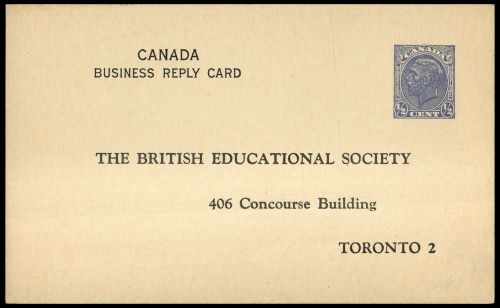 CANADA
BUSINESS REPLY CARD
CANADA
½ CENT ½
THE BRITISH EDUCATIONAL SOCIETY
406 Concourse Building
TORONTO 2